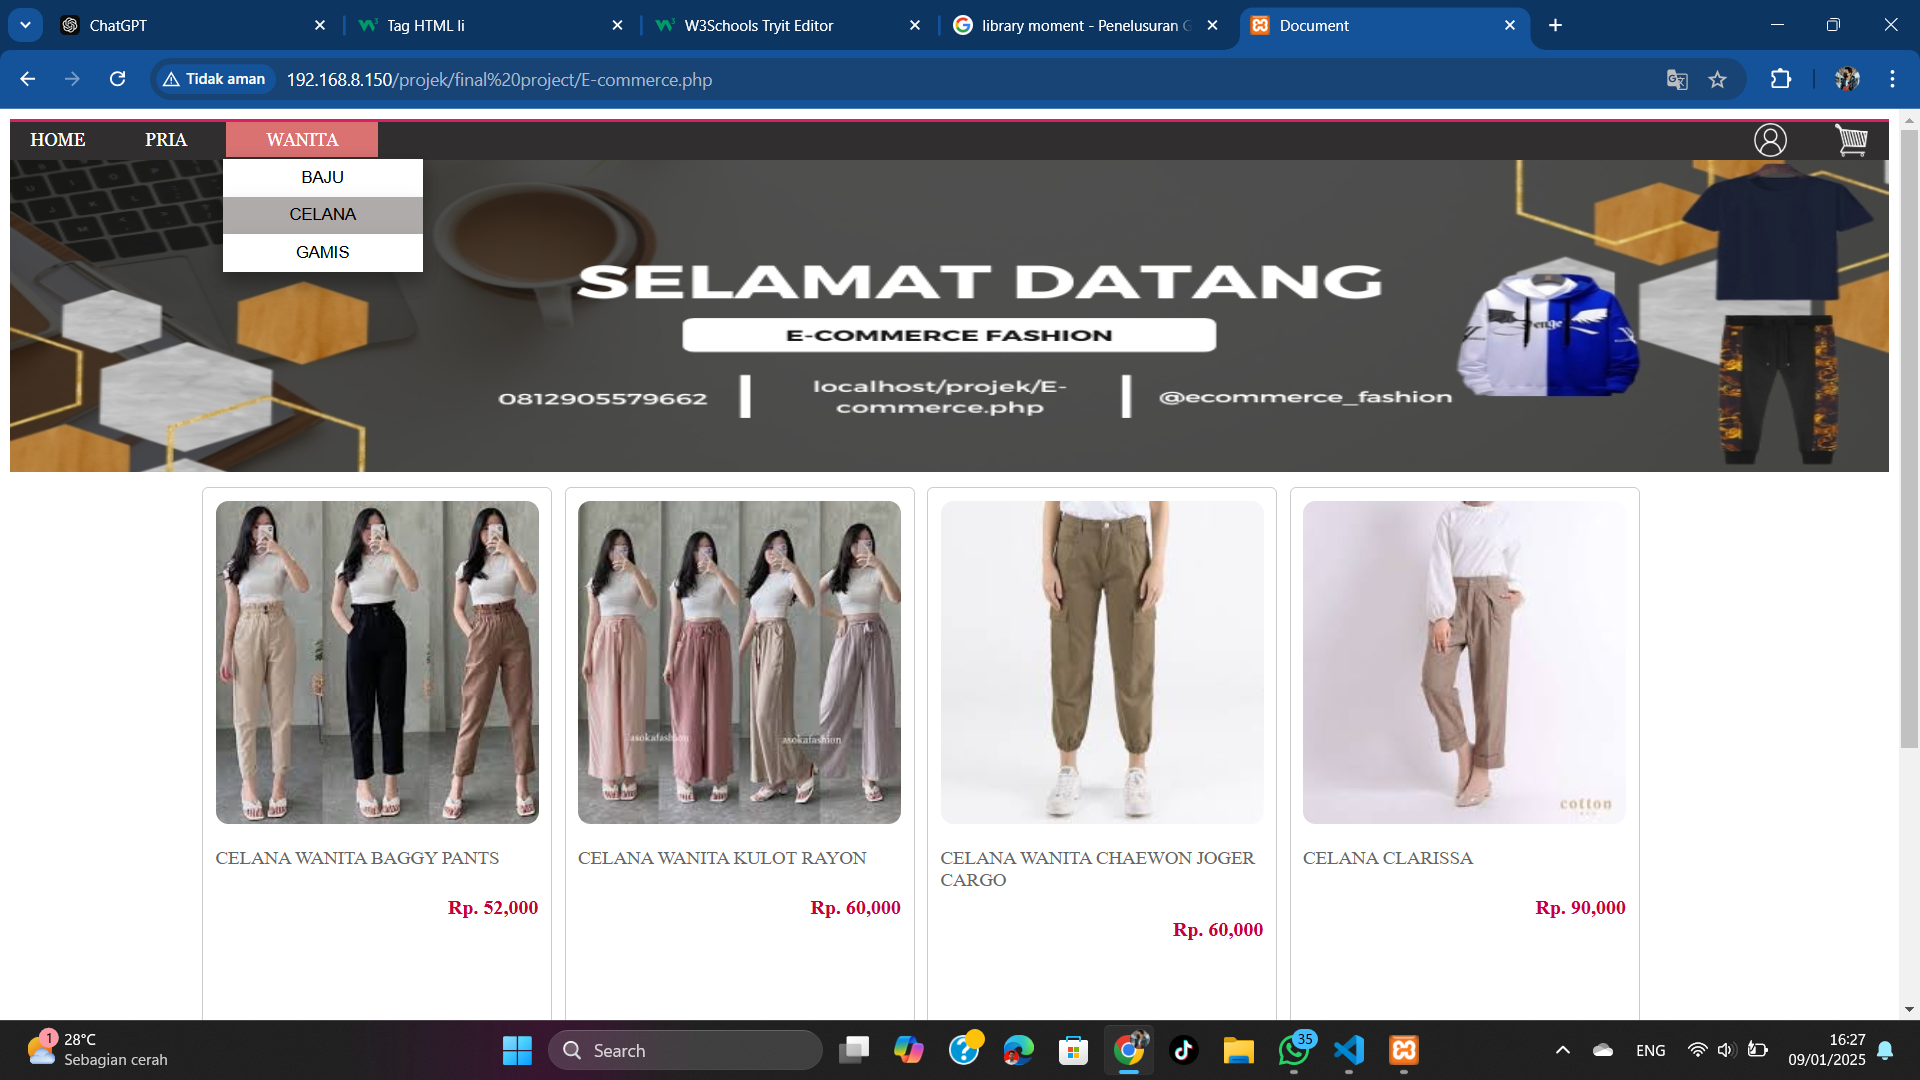 ChatGPT
Tag HTML li
W3Schools Tryit Editor
library moment - Penelusuran G
Document
Tidak aman
192.168.8.150/projek/final%20project/E-commerce.php
HOME PRIA WANITA
BAJU
CELANA
GAMIS
SELAMAT DATANG
E-COMMERCE FASHION
0812905579662
localhost/projek/E-
commerce.php
@ecommerce_fashion
asokafashion
asokafashion
cotton
CELANA WANITA BAGGY PANTS
Rp. 52,000
CELANA WANITA KULOT RAYON
Rp. 60,000
CELANA WANITA CHAEWON JOGER
CARGO
Rp. 60,000
CELANA CLARISSA
Rp. 90,000
1
28°C
Sebagian cerah
Search
35
ENG
16:27
09/01/2025